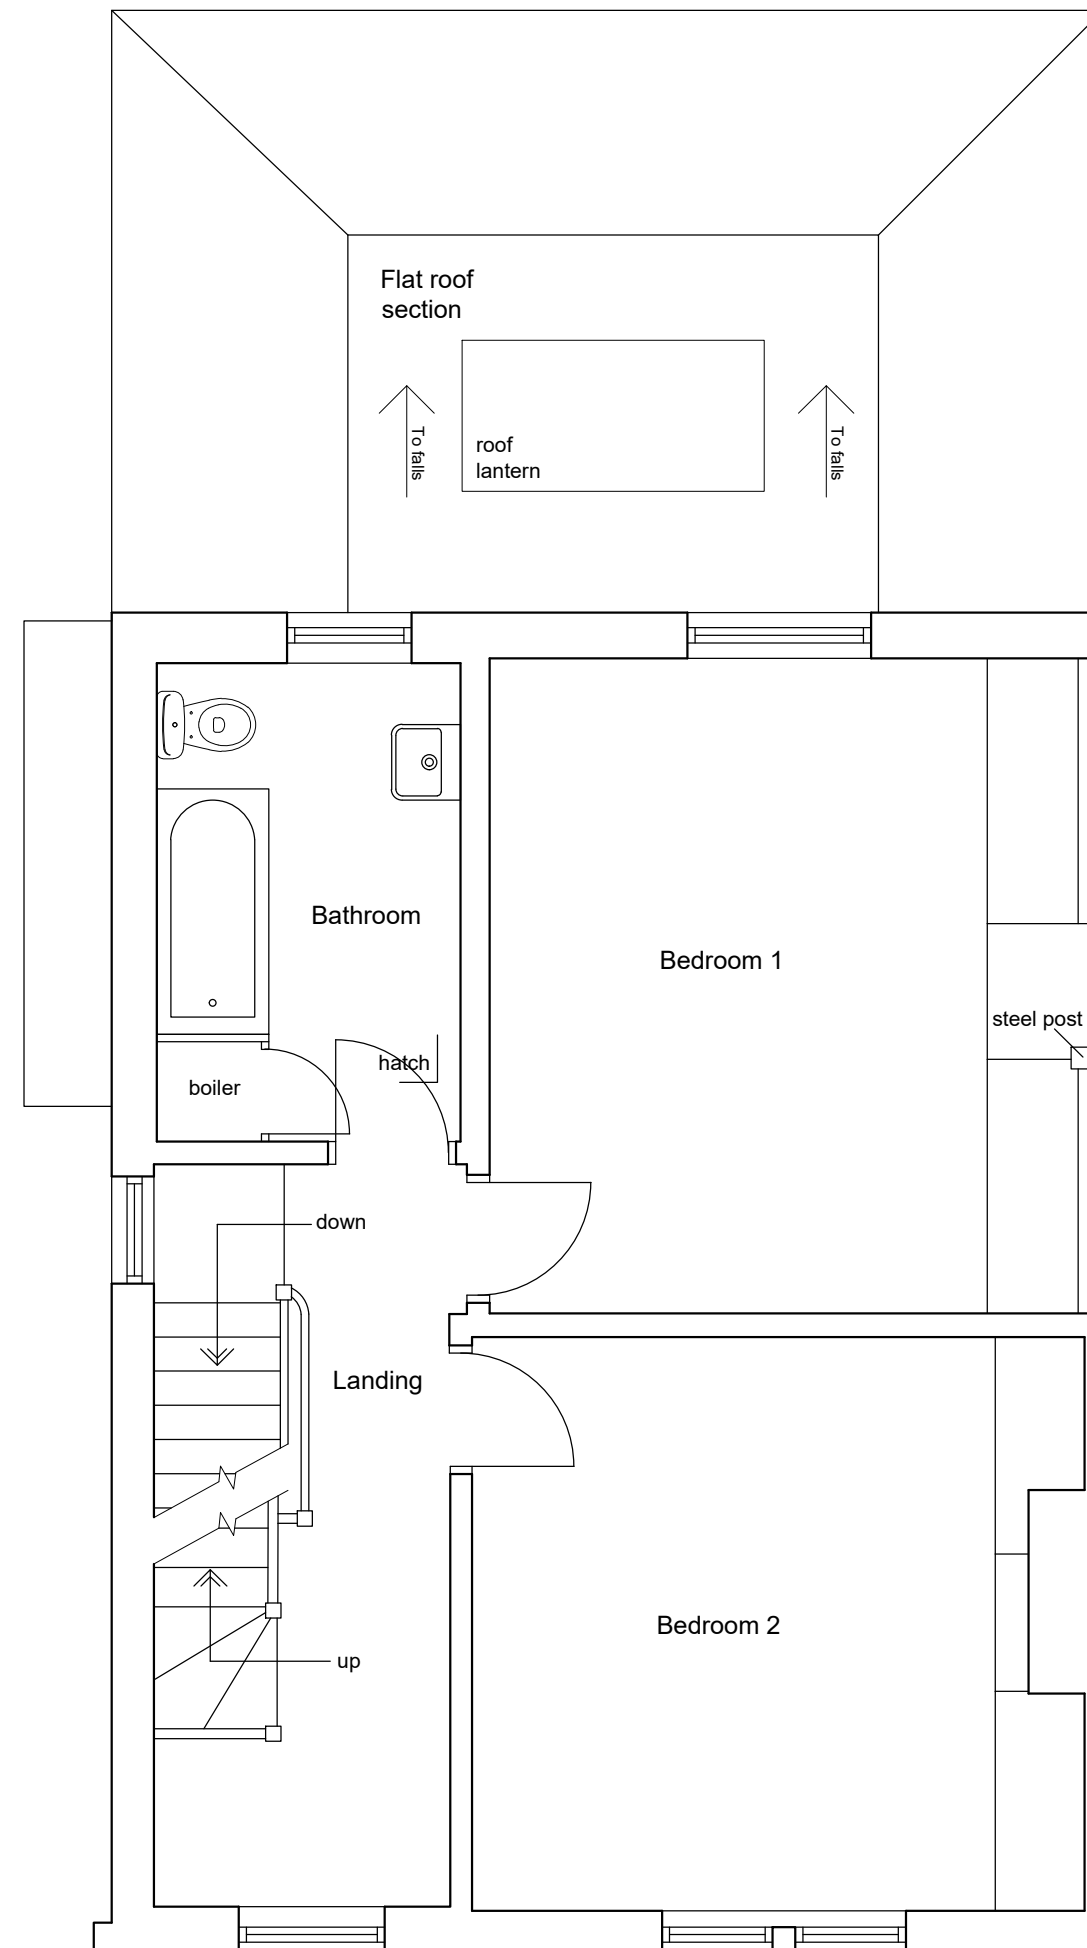 Flat roof
section
roof
lantern
To falls
To falls
Bathroom
Bedroom 1
steel post
hatch
boiler
down
Landing
Bedroom 2
up